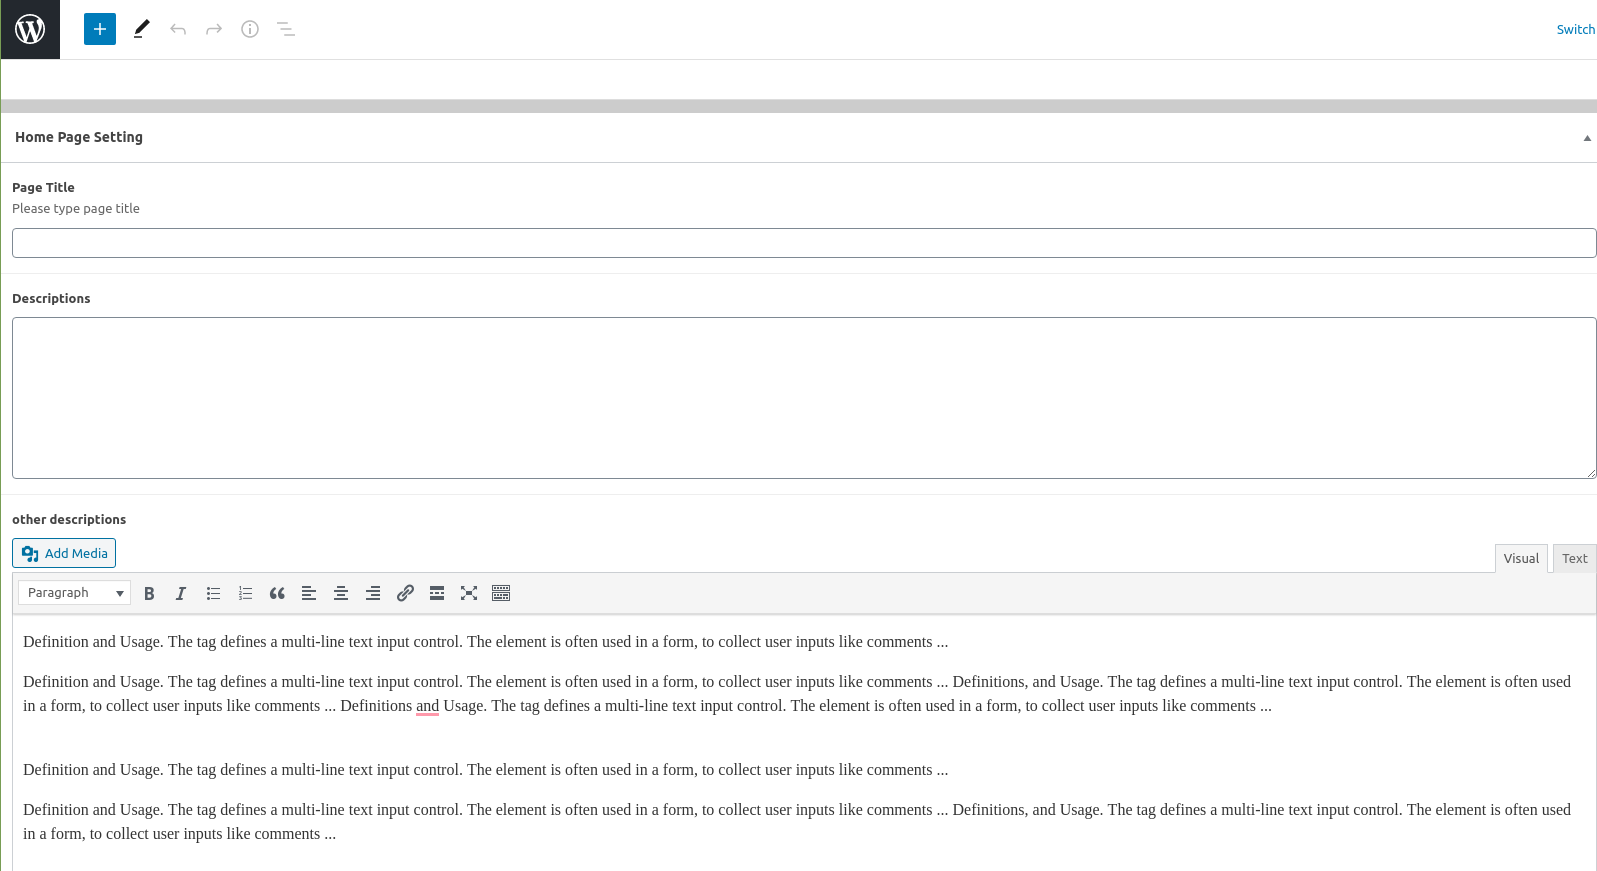 Switch
Home Page Setting
Page Title
Please type page title
Descriptions
other descriptions
Add Media
Visual
Text
Paragraph
Definition and Usage. The tag defines a multi-line text input control. The element is often used in a form, to collect user inputs like comments ...
Definition and Usage. The tag defines a multi-line text input control. The element is often used in a form, to collect user inputs like comments ... Definitions, and Usage. The tag defines a multi-line text input control. The element is often used
in a form, to collect user inputs like comments ... Definitions and Usage. The tag defines a multi-line text input control. The element is often used in a form, to collect user inputs like comments ...
Definition and Usage. The tag defines a multi-line text input control. The element is often used in a form, to collect user inputs like comments ...
Definition and Usage. The tag defines a multi-line text input control. The element is often used in a form, to collect user inputs like comments ... Definitions, and Usage. The tag defines a multi-line text input control. The element is often used
in a form, to collect user inputs like comments ...